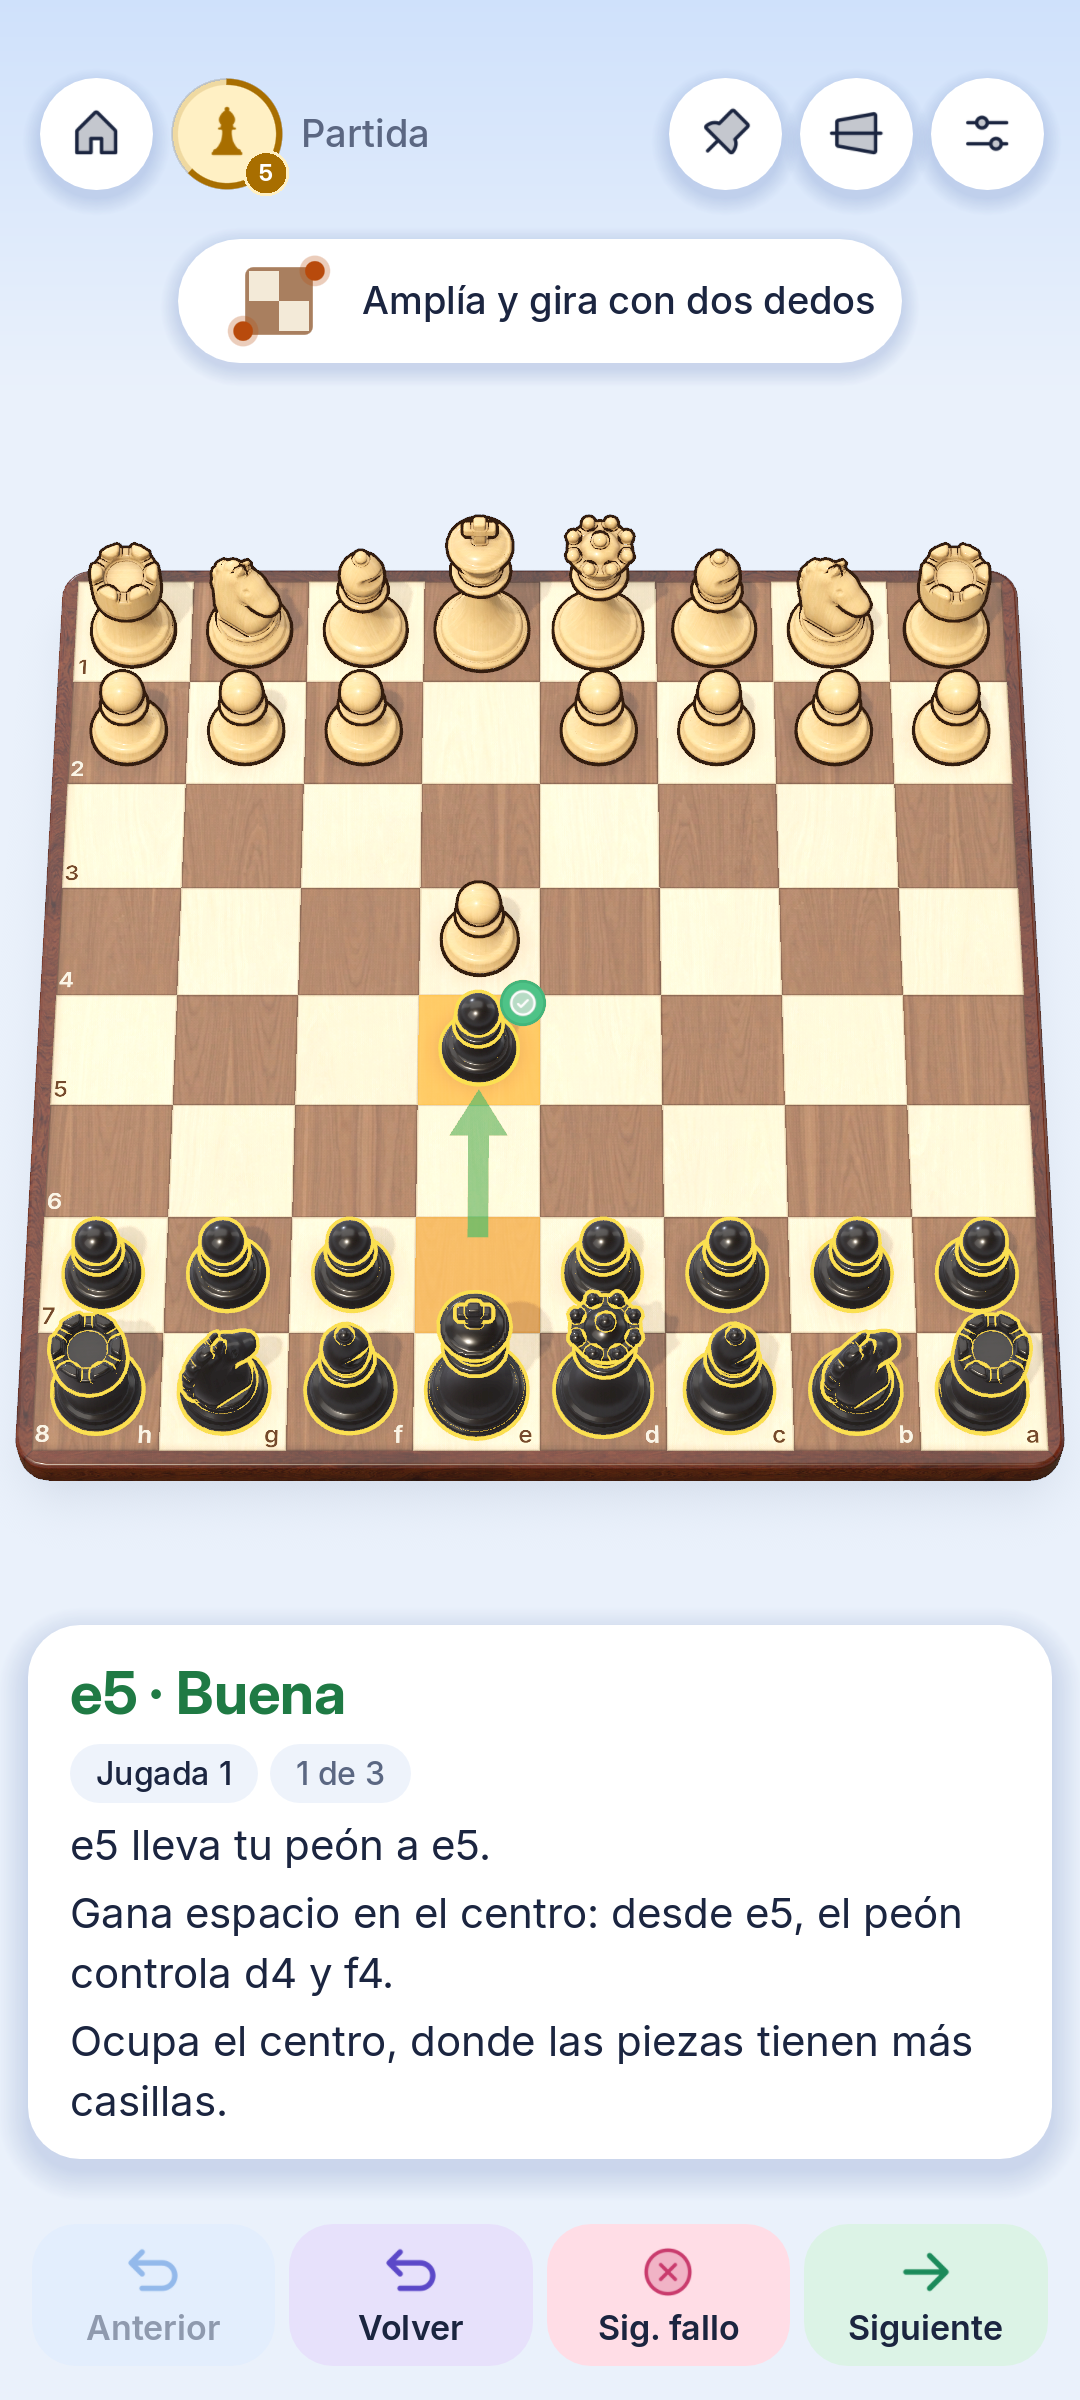 Partida
5
Amplía y gira con dos dedos
1
2
3
4
5
6
7
8 h g f e d c b a
e5 · Buena
Jugada 1 1 de 3
e5 lleva tu peón a e5.
Gana espacio en el centro: desde e5, el peón
controla d4 y f4.
Ocupa el centro, donde las piezas tienen más
casillas.
Anterior Volver Sig. fallo Siguiente